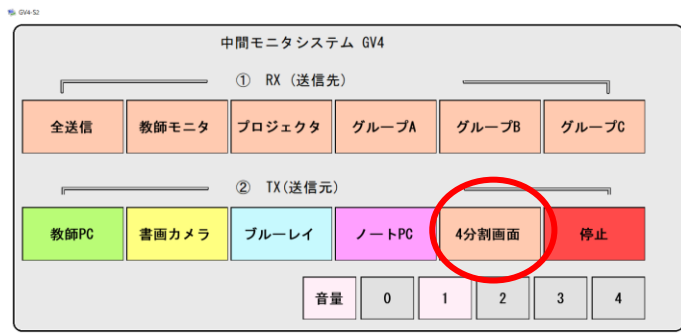 GV4-S2
中間モニタシステム GV4
① RX（送信先）
全送信 教師モニタ プロジェクタ グループA グループB グループC
② TX(送信元)
教師PC 書画カメラ ブルーレイ ノートPC 4分割画面 停止
音量 0 1 2 3 4